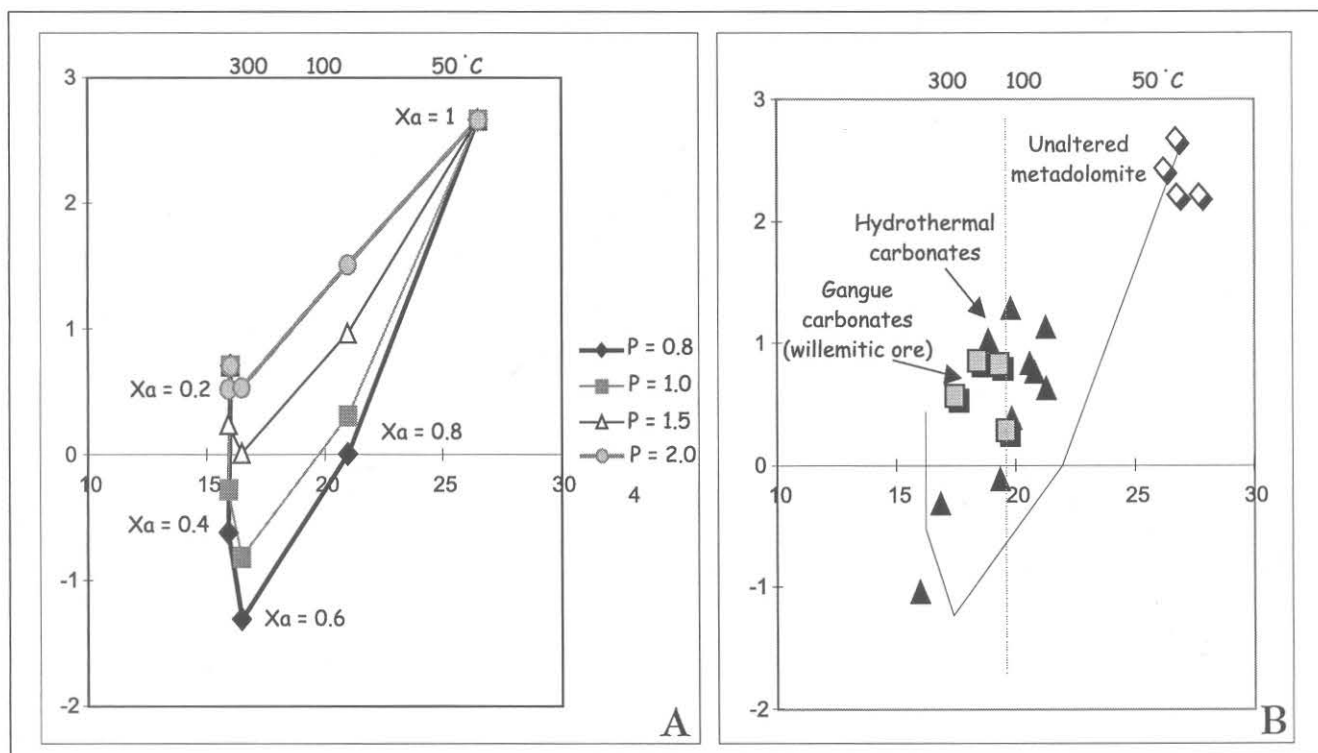 300 100 50 °C
3
Xa = 1
2
1
Xa = 0.2
P = 0.8
P = 1.0
P = 1.5
P = 2.0
Xa = 0.8
0
10 15 20 25 30
4
Xa = 0.4
-1
Xa = 0.6
-2
A
300 100 50 °C
3
Unaltered
metadolomite
2
Hydrothermal
carbonates
Gangue
carbonates
(willemitic ore)
1
0
10 15 20 25 30
-1
-2
B